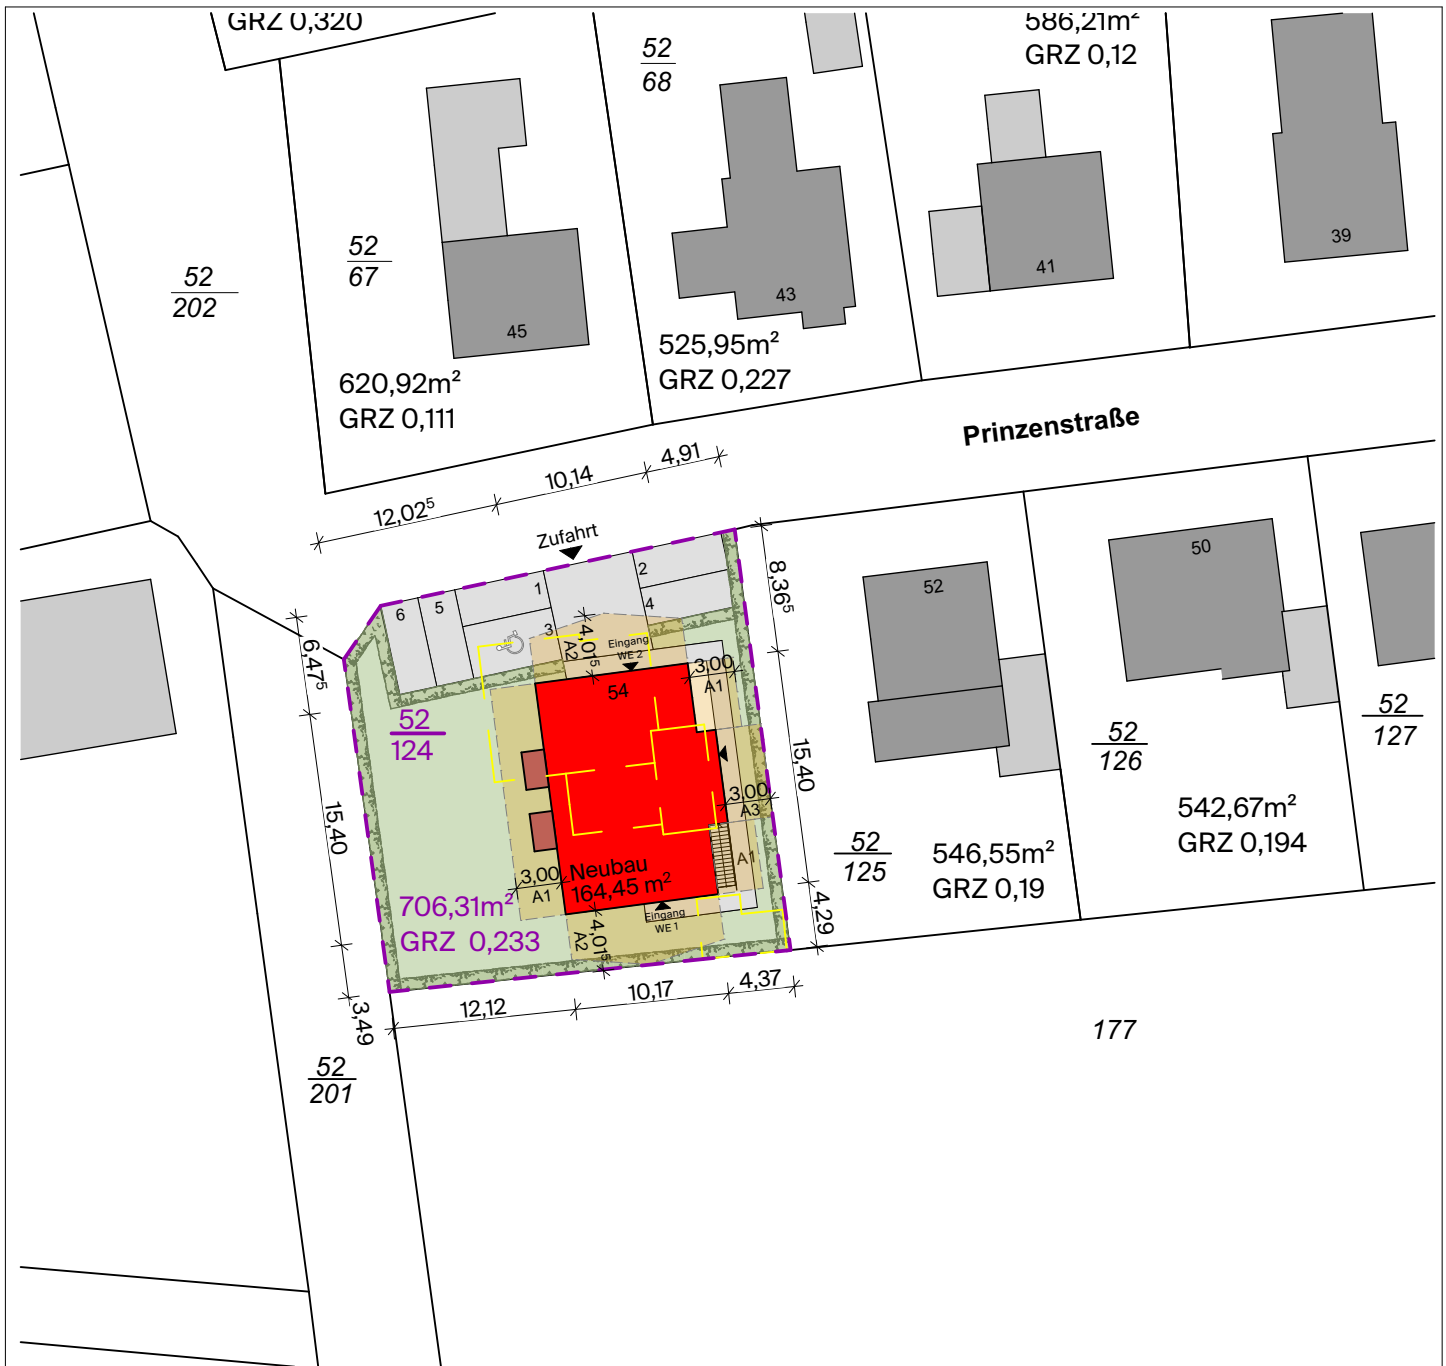 GRZ 0,320
52
68
586,21m²
GRZ 0,12
52
67
52
202
45
43
41
39
620,92m²
GRZ 0,111
525,95m²
GRZ 0,227
Prinzenstraße
12,02⁵
10,14
4,91
Zufahrt
6
5
1
2
3
4
8,36⁵
6,47⁵
4,01⁵
A2
Eingang
WE 2
3,00
A1
54
52
124
15,40
15,40
3,00
A3
A1
3,00
A1
Neubau
164,45 m²
706,31m²
GRZ 0,233
4,01⁵
A2
Eingang
WE 1
4,29
3,49
12,12
10,17
4,37
52
50
52
125
546,55m²
GRZ 0,19
52
126
542,67m²
GRZ 0,194
52
127
177
52
201